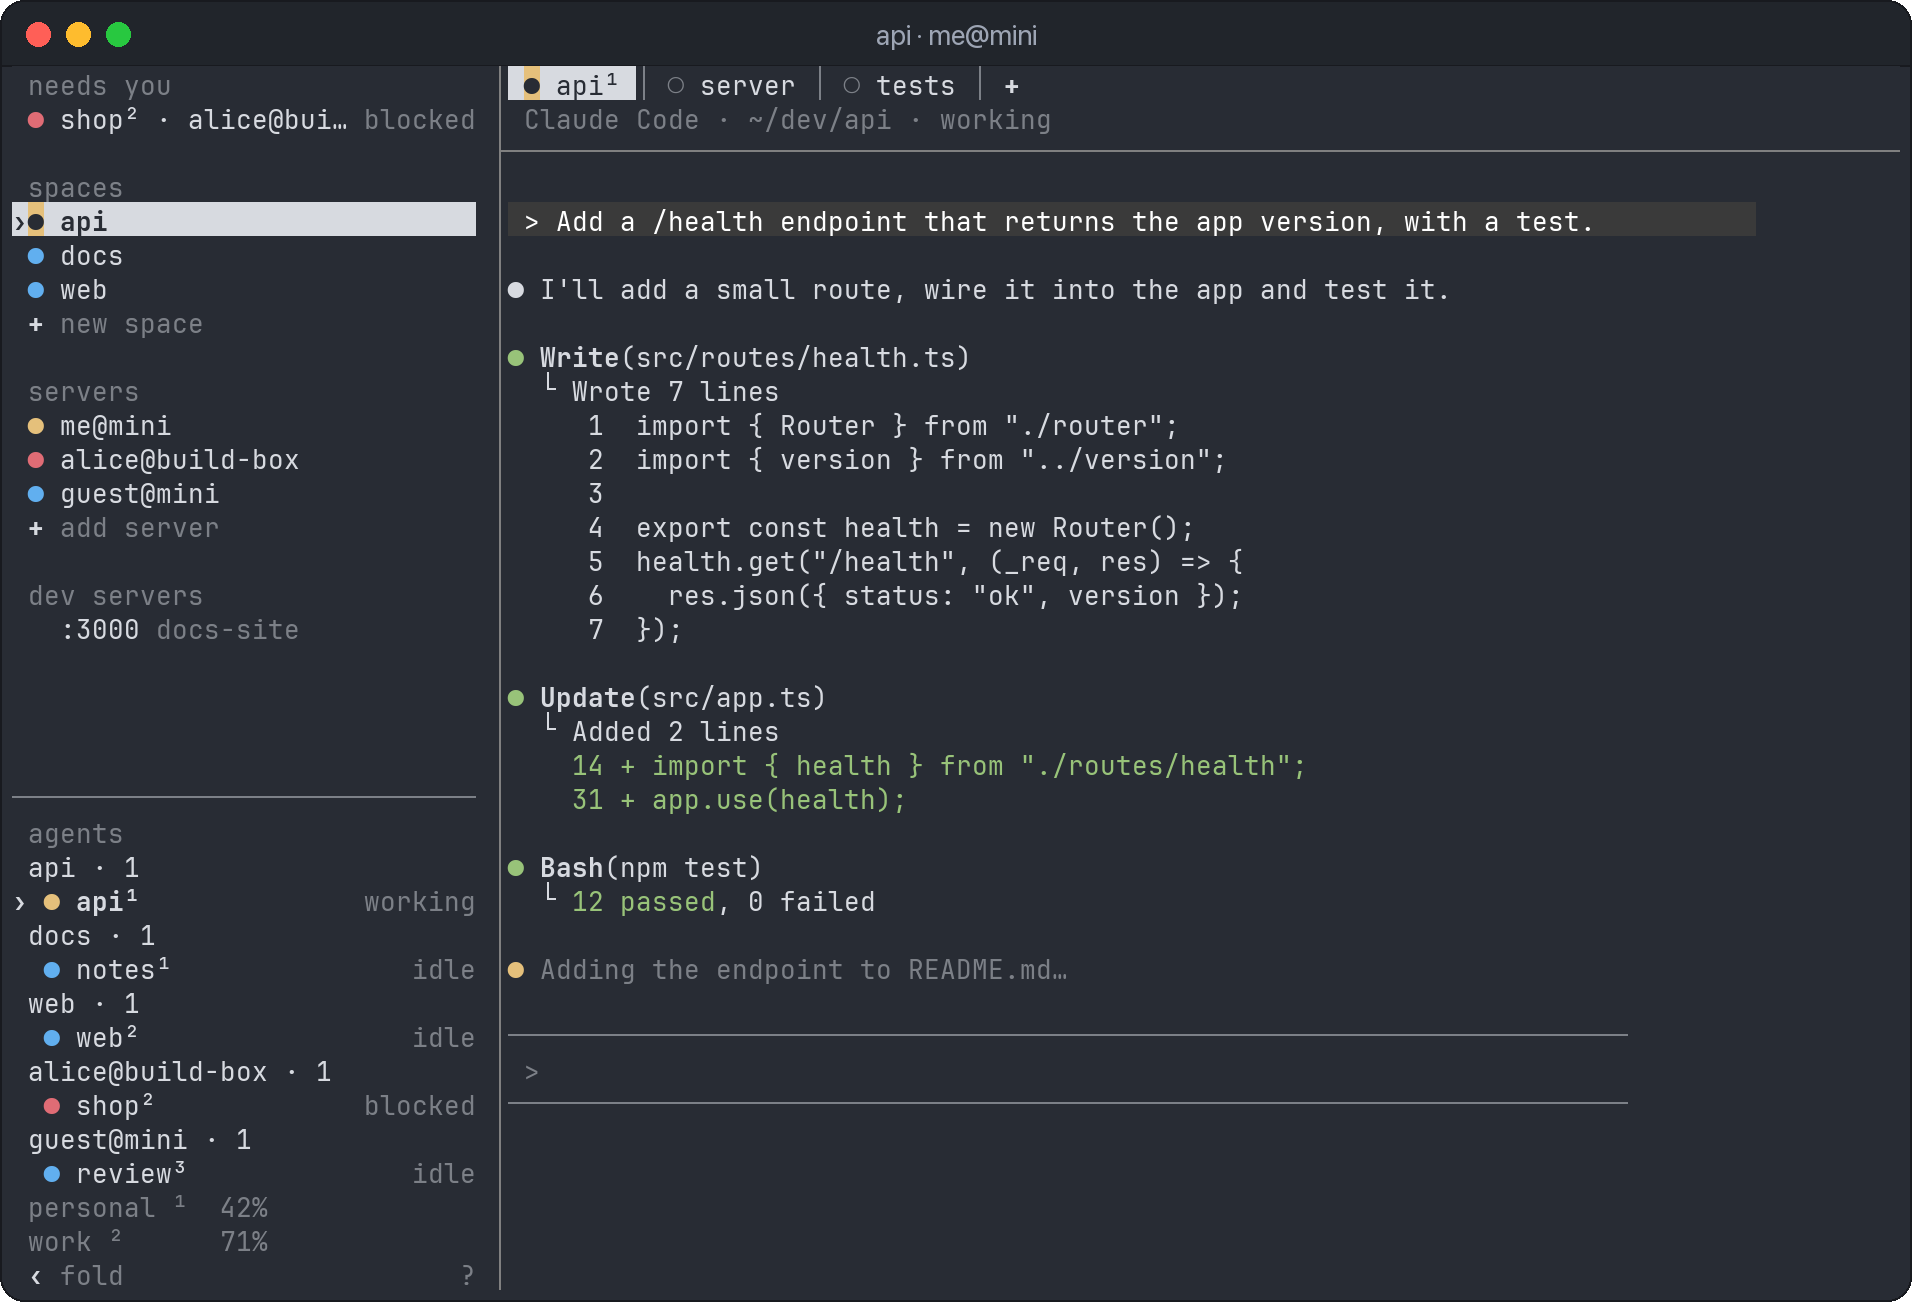 api · me@mini
needs you
shop² · alice@bui… blocked
spaces
› api
docs
web
+ new space
servers
me@mini
alice@build-box
guest@mini
+ add server
dev servers
:3000 docs-site
agents
api · 1
› api¹ working
docs · 1
notes¹ idle
web · 1
web² idle
alice@build-box · 1
shop² blocked
guest@mini · 1
review³ idle
personal ¹ 42%
work ² 71%
‹ fold ?
api¹ │ server │ tests │ +
Claude Code · ~/dev/api · working
> Add a /health endpoint that returns the app version, with a test.
I'll add a small route, wire it into the app and test it.
Write(src/routes/health.ts)
└ Wrote 7 lines
1 import { Router } from "./router";
2 import { version } from "../version";
3
4 export const health = new Router();
5 health.get("/health", (_req, res) => {
6 res.json({ status: "ok", version });
7 });
Update(src/app.ts)
└ Added 2 lines
14 + import { health } from "./routes/health";
31 + app.use(health);
Bash(npm test)
└ 12 passed, 0 failed
Adding the endpoint to README.md…
>